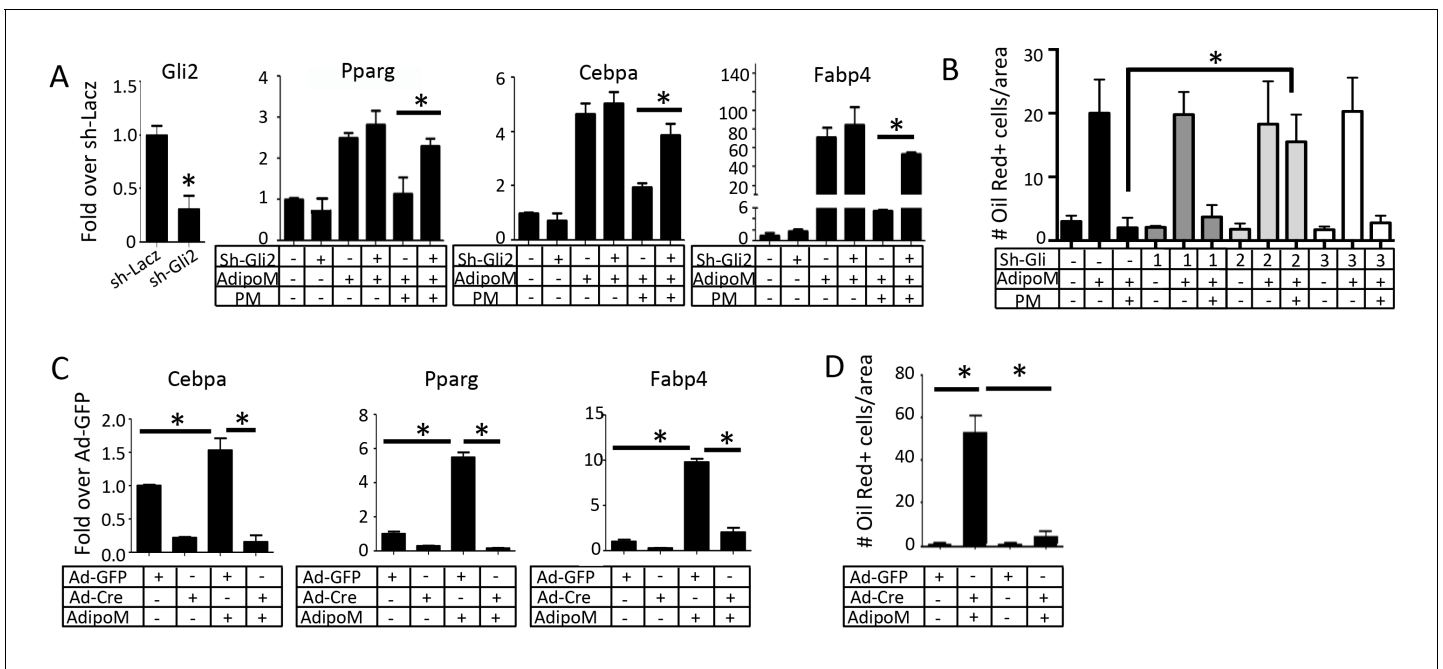 A
Gli2
Fold over sh-Lacz
1.5
1.0
0.5
0
*
sh-Lacz
sh-Gli2
Pparg
4
3
2
1
0
*
Sh-Gli2 - + - + - +
AdipoM - - + + + +
PM - - - - + +
Cebpa
6
4
2
0
*
Sh-Gli2 - + - + - +
AdipoM - - + + + +
PM - - - - + +
Fabp4
140
100
80
60
40
20
6
4
0
*
Sh-Gli2 - + - + - +
AdipoM - - + + + +
PM - - - - + +
B
# Oil Red+ cells/area
30
20
10
0
*
Sh-Gli - - - 1 1 1 2 2 2 3 3 3
AdipoM - + + - + + - + + - + +
PM - - + - - + - - + - - +
C
Fold over Ad-GFP
Cebpa
2.0
1.5
1.0
0.5
0.0
* *
Ad-GFP + - + -
Ad-Cre - + - +
AdipoM - - + +
Pparg
8
6
4
2
0
* *
Ad-GFP + - + -
Ad-Cre - + - +
AdipoM - - + +
Fabp4
15
10
5
0
* *
Ad-GFP + - + -
Ad-Cre - + - +
AdipoM - - + +
D
# Oil Red+ cells/area
80
60
40
20
0
* *
Ad-GFP + - + -
Ad-Cre - + - +
AdipoM - + - +